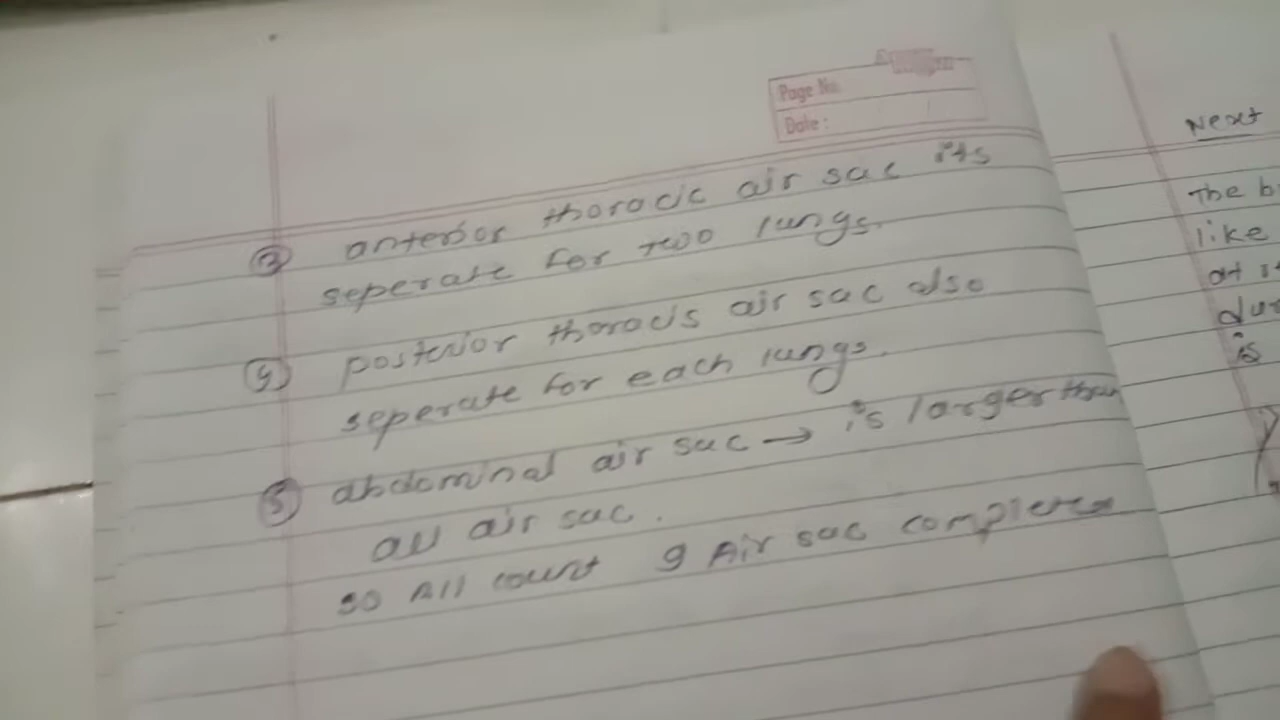 Page No.
Date:
③ anterior thoracic air sac its
seperate for two lungs.
④ posterior thoracis air sac also
seperate for each lungs.
⑤ abdominal air sac → is larger than
all air sac.
so All count 9 Air sac completed
Next
The b
like
at
is